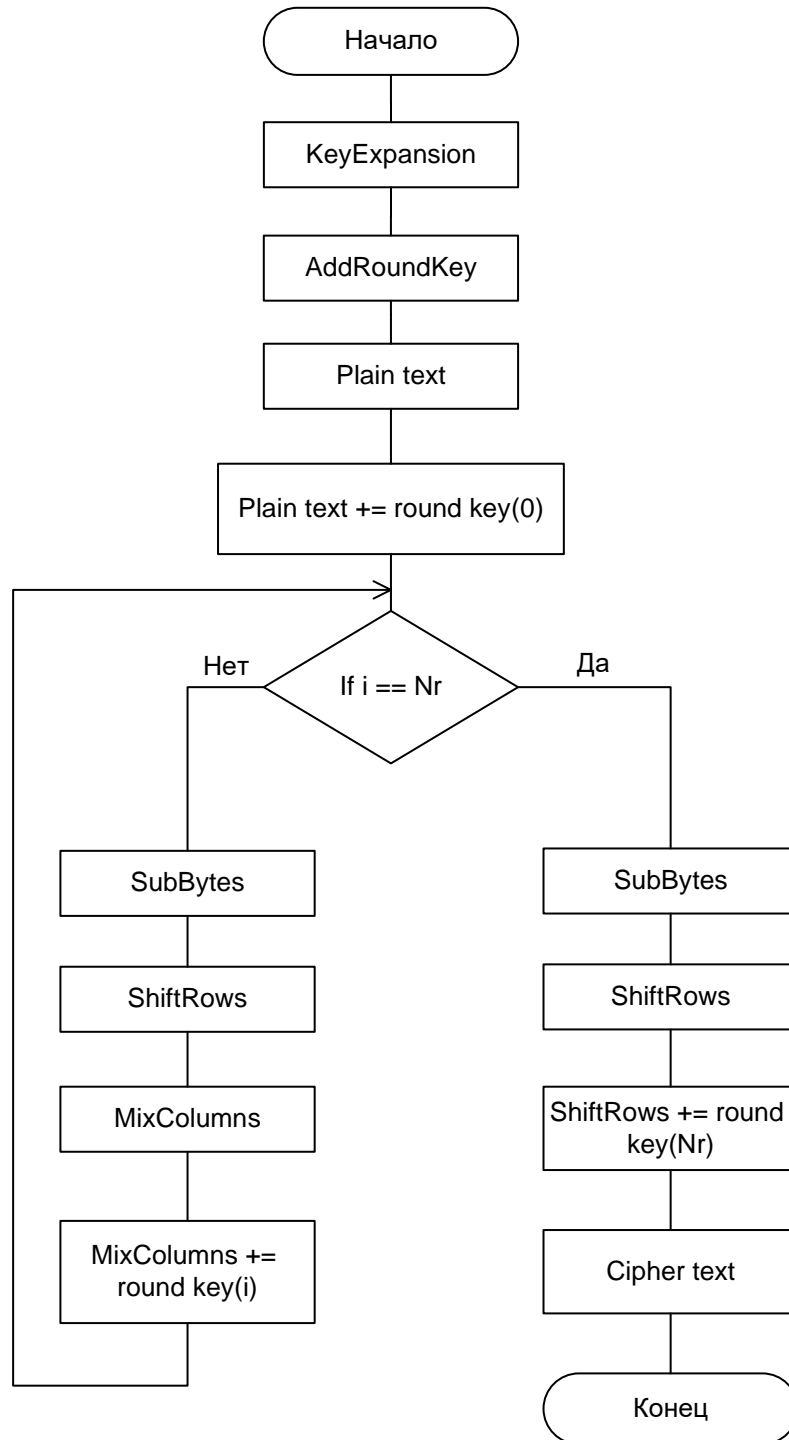 Начало
KeyExpansion
AddRoundKey
Plain text
Plain text += round key(0)
If i == Nr
Нет
Да
SubBytes
ShiftRows
MixColumns
MixColumns +=
round key(i)
SubBytes
ShiftRows
ShiftRows += round
key(Nr)
Cipher text
Конец